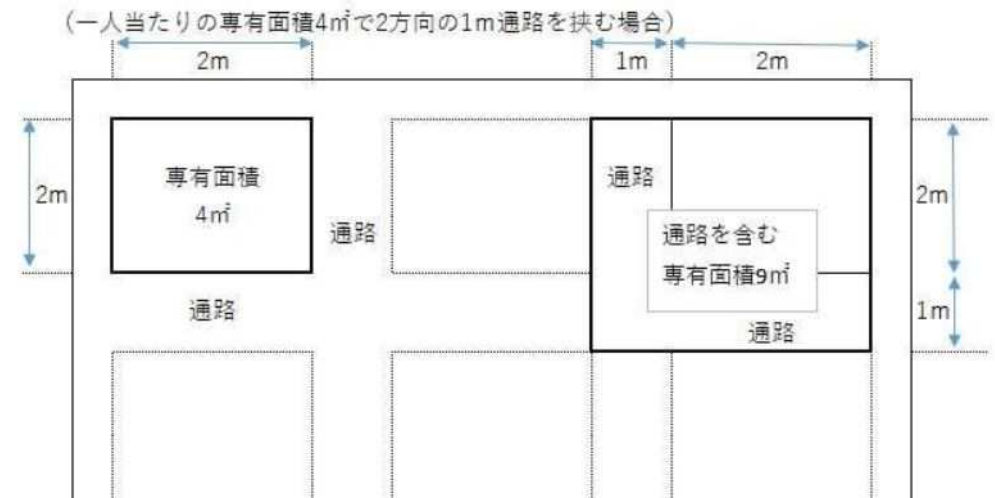 （一人当たりの専有面積4㎡で2方向の1m通路を挟む場合）
2m
1m
2m
専有面積
4㎡
2m
通路
通路
通路
通路を含む
専有面積9㎡
通路
2m
1m